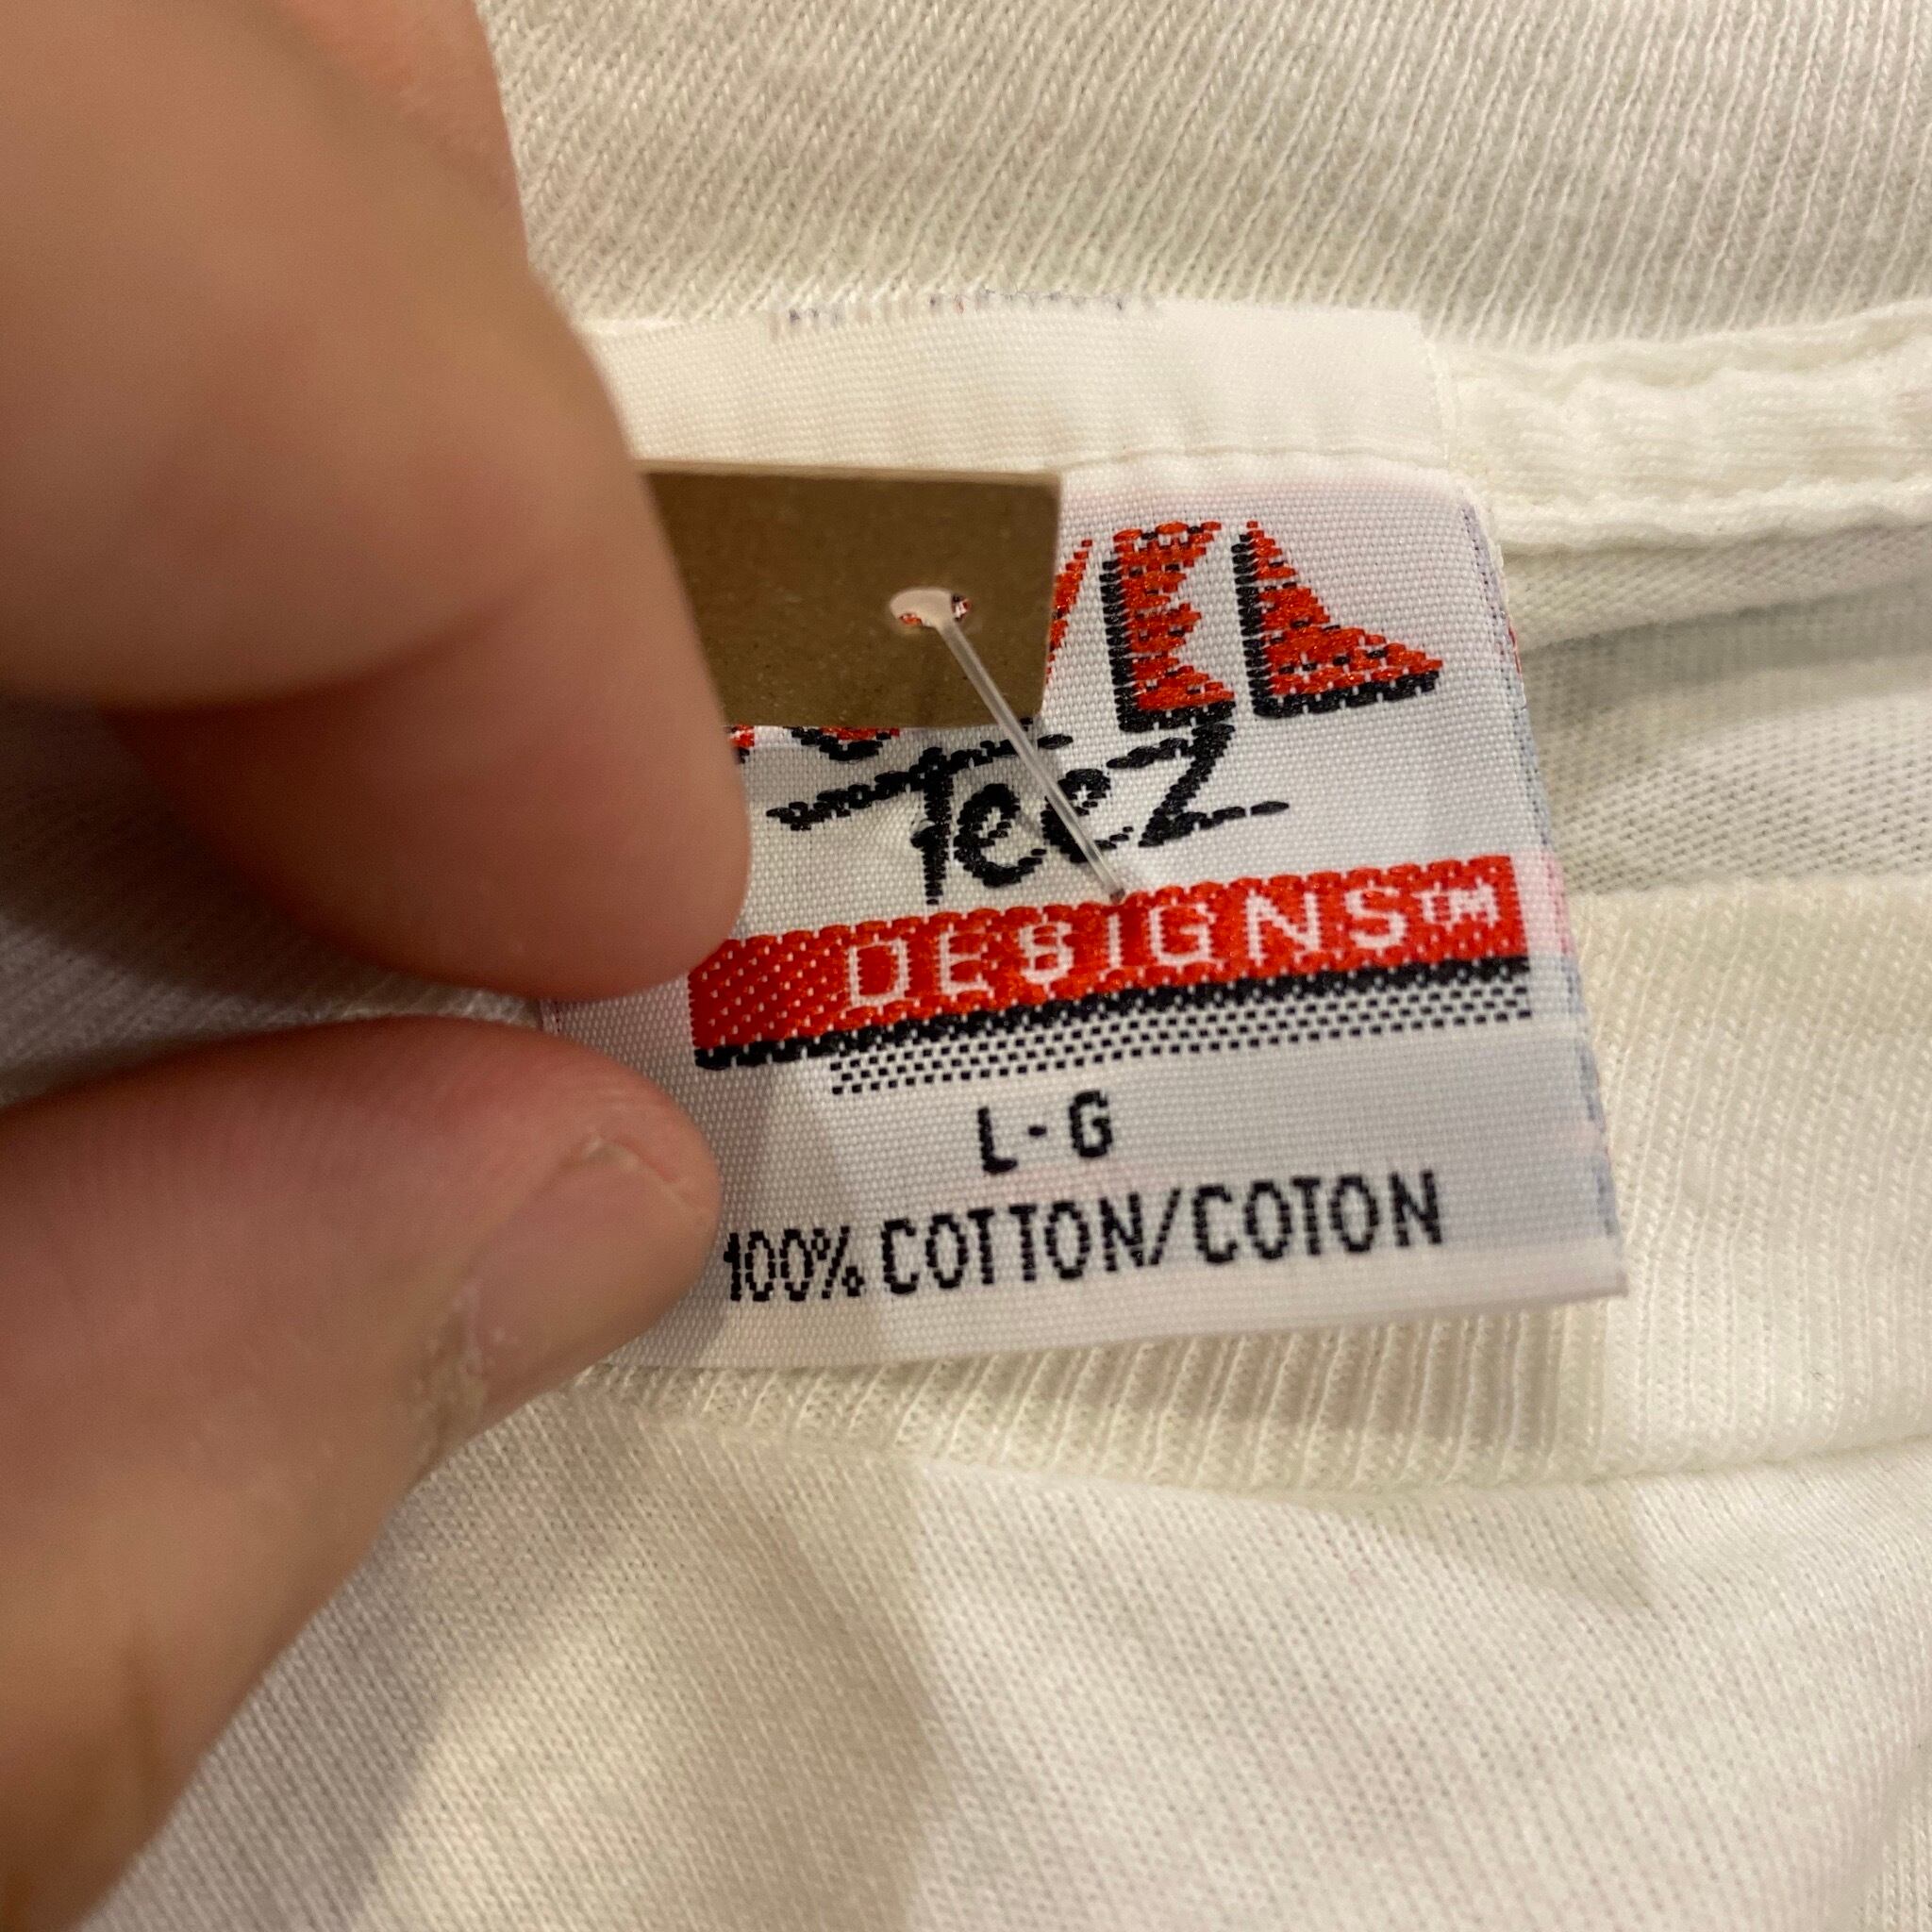 Teez
DESIGNS™
L-G
100% COTTON/COTON